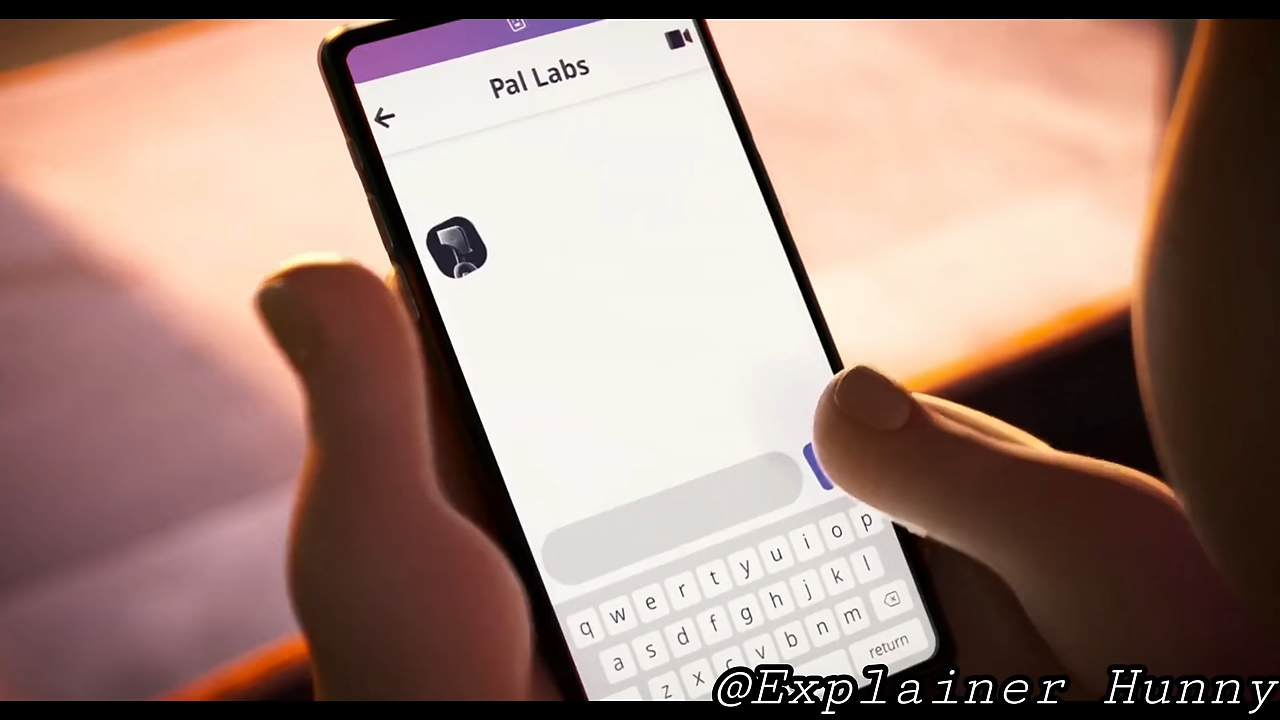 Pal Labs
q w e r t y u i o p
a s d f g h j k l
z x c v b n m
return
@Explainer Hunny